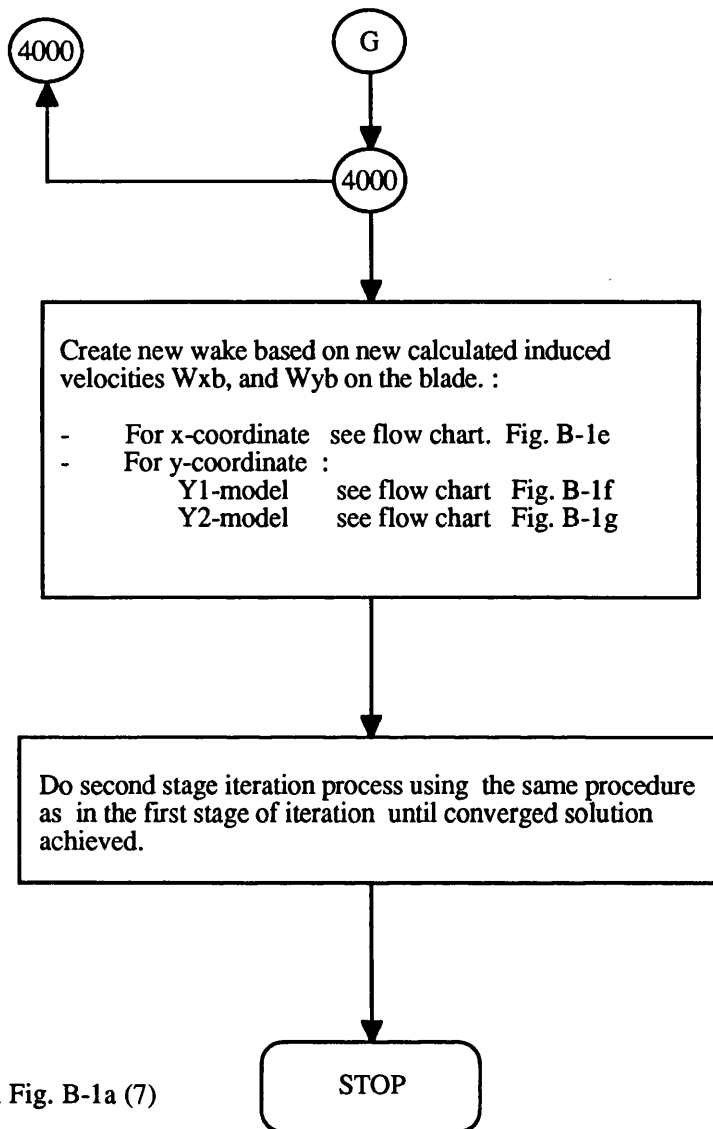 4000
G
4000
Create new wake based on new calculated induced
velocities Wxb, and Wyb on the blade. :
- For x-coordinate see flow chart. Fig. B-1e
- For y-coordinate :
Y1-model see flow chart Fig. B-1f
Y2-model see flow chart Fig. B-1g
Do second stage iteration process using the same procedure
as in the first stage of iteration until converged solution
achieved.
STOP
Fig. B-1a (7)